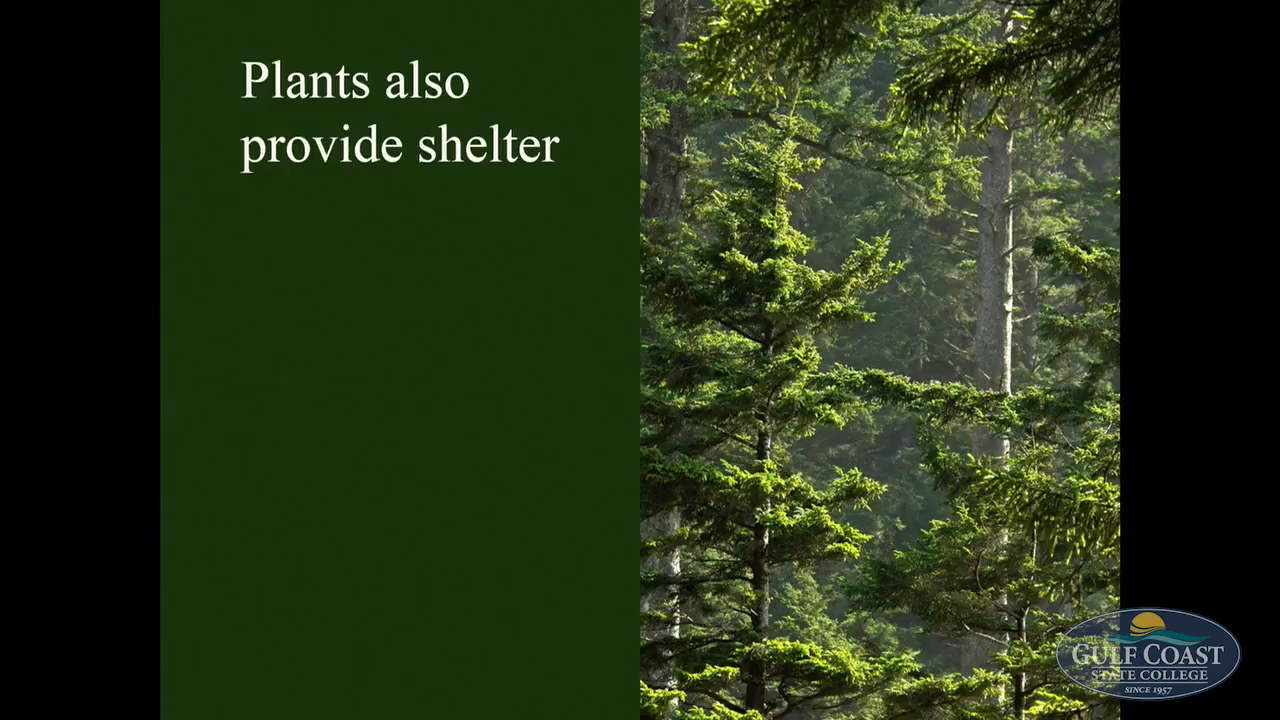 Plants also
provide shelter
GULF COAST
STATE COLLEGE
SINCE 1957